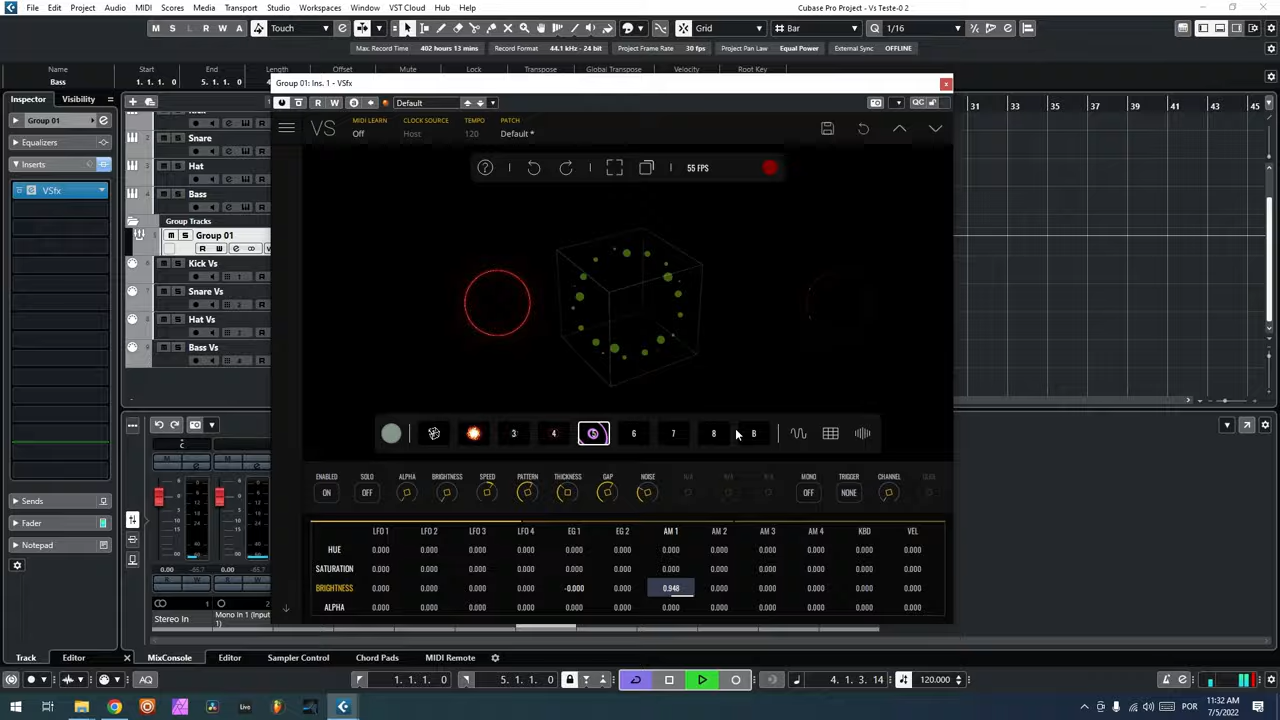 File Edit Project Audio MIDI Scores Media Transport Studio Workspaces Window VST Cloud Hub Help
Cubase Pro Project - Vs Teste-0 2
M S L R W A Touch Grid Bar Q 1/16
Max. Record Time 402 hours 13 mins Record Format 44.1 kHz - 24 bit Project Frame Rate 30 fps Project Pan Law Equal Power External Sync OFFLINE
Name Start End Length Offset Mute Lock Transpose Global Transpose Velocity Root Key
Bass 1. 1. 1. 0 5. 1. 1. 0
Inspector Visibility
Group 01: Ins. 1 - VSfx
R W Default QC
31 33 35 37 39 41 43 45
Group 01
Equalizers
Inserts
VSfx
Snare
Hat
Bass
Group Tracks
M S Group 01
R W
Kick Vs
Snare Vs
Hat Vs
Bass Vs
VS
MIDI LEARN CLOCK SOURCE TEMPO PATCH
Off Host 120 Default *
55 FPS
3 4 6 7 8 B
ENABLED SOLO ALPHA BRIGHTNESS SPEED PATTERN THICKNESS GAP NOISE N/A N/A N/A MONO TRIGGER CHANNEL
ON OFF OFF NONE
LFO 1 LFO 2 LFO 3 LFO 4 EG 1 EG 2 AM 1 AM 2 AM 3 AM 4 KBD VEL
HUE 0.000 0.000 0.000 0.000 0.000 0.000 0.000 0.000 0.000 0.000 0.000 0.000
SATURATION 0.000 0.000 0.000 0.000 0.000 0.000 0.000 0.000 0.000 0.000 0.000 0.000
BRIGHTNESS 0.000 0.000 0.000 0.000 -0.000 0.000 0.948 0.000 0.000 0.000 0.000 0.000
ALPHA 0.000 0.000 0.000 0.000 0.000 0.000 0.000 0.000 0.000 0.000 0.000 0.000
Sends
Fader
Notepad
C
0.00 -65.7 0.00
Stereo In Mono In 1 (Input
1)
Track Editor MixConsole Editor Sampler Control Chord Pads MIDI Remote
AQ 1. 1. 1. 0 5. 1. 1. 0 4. 1. 3. 14 120.000
Live POR 11:32 AM
7/5/2022